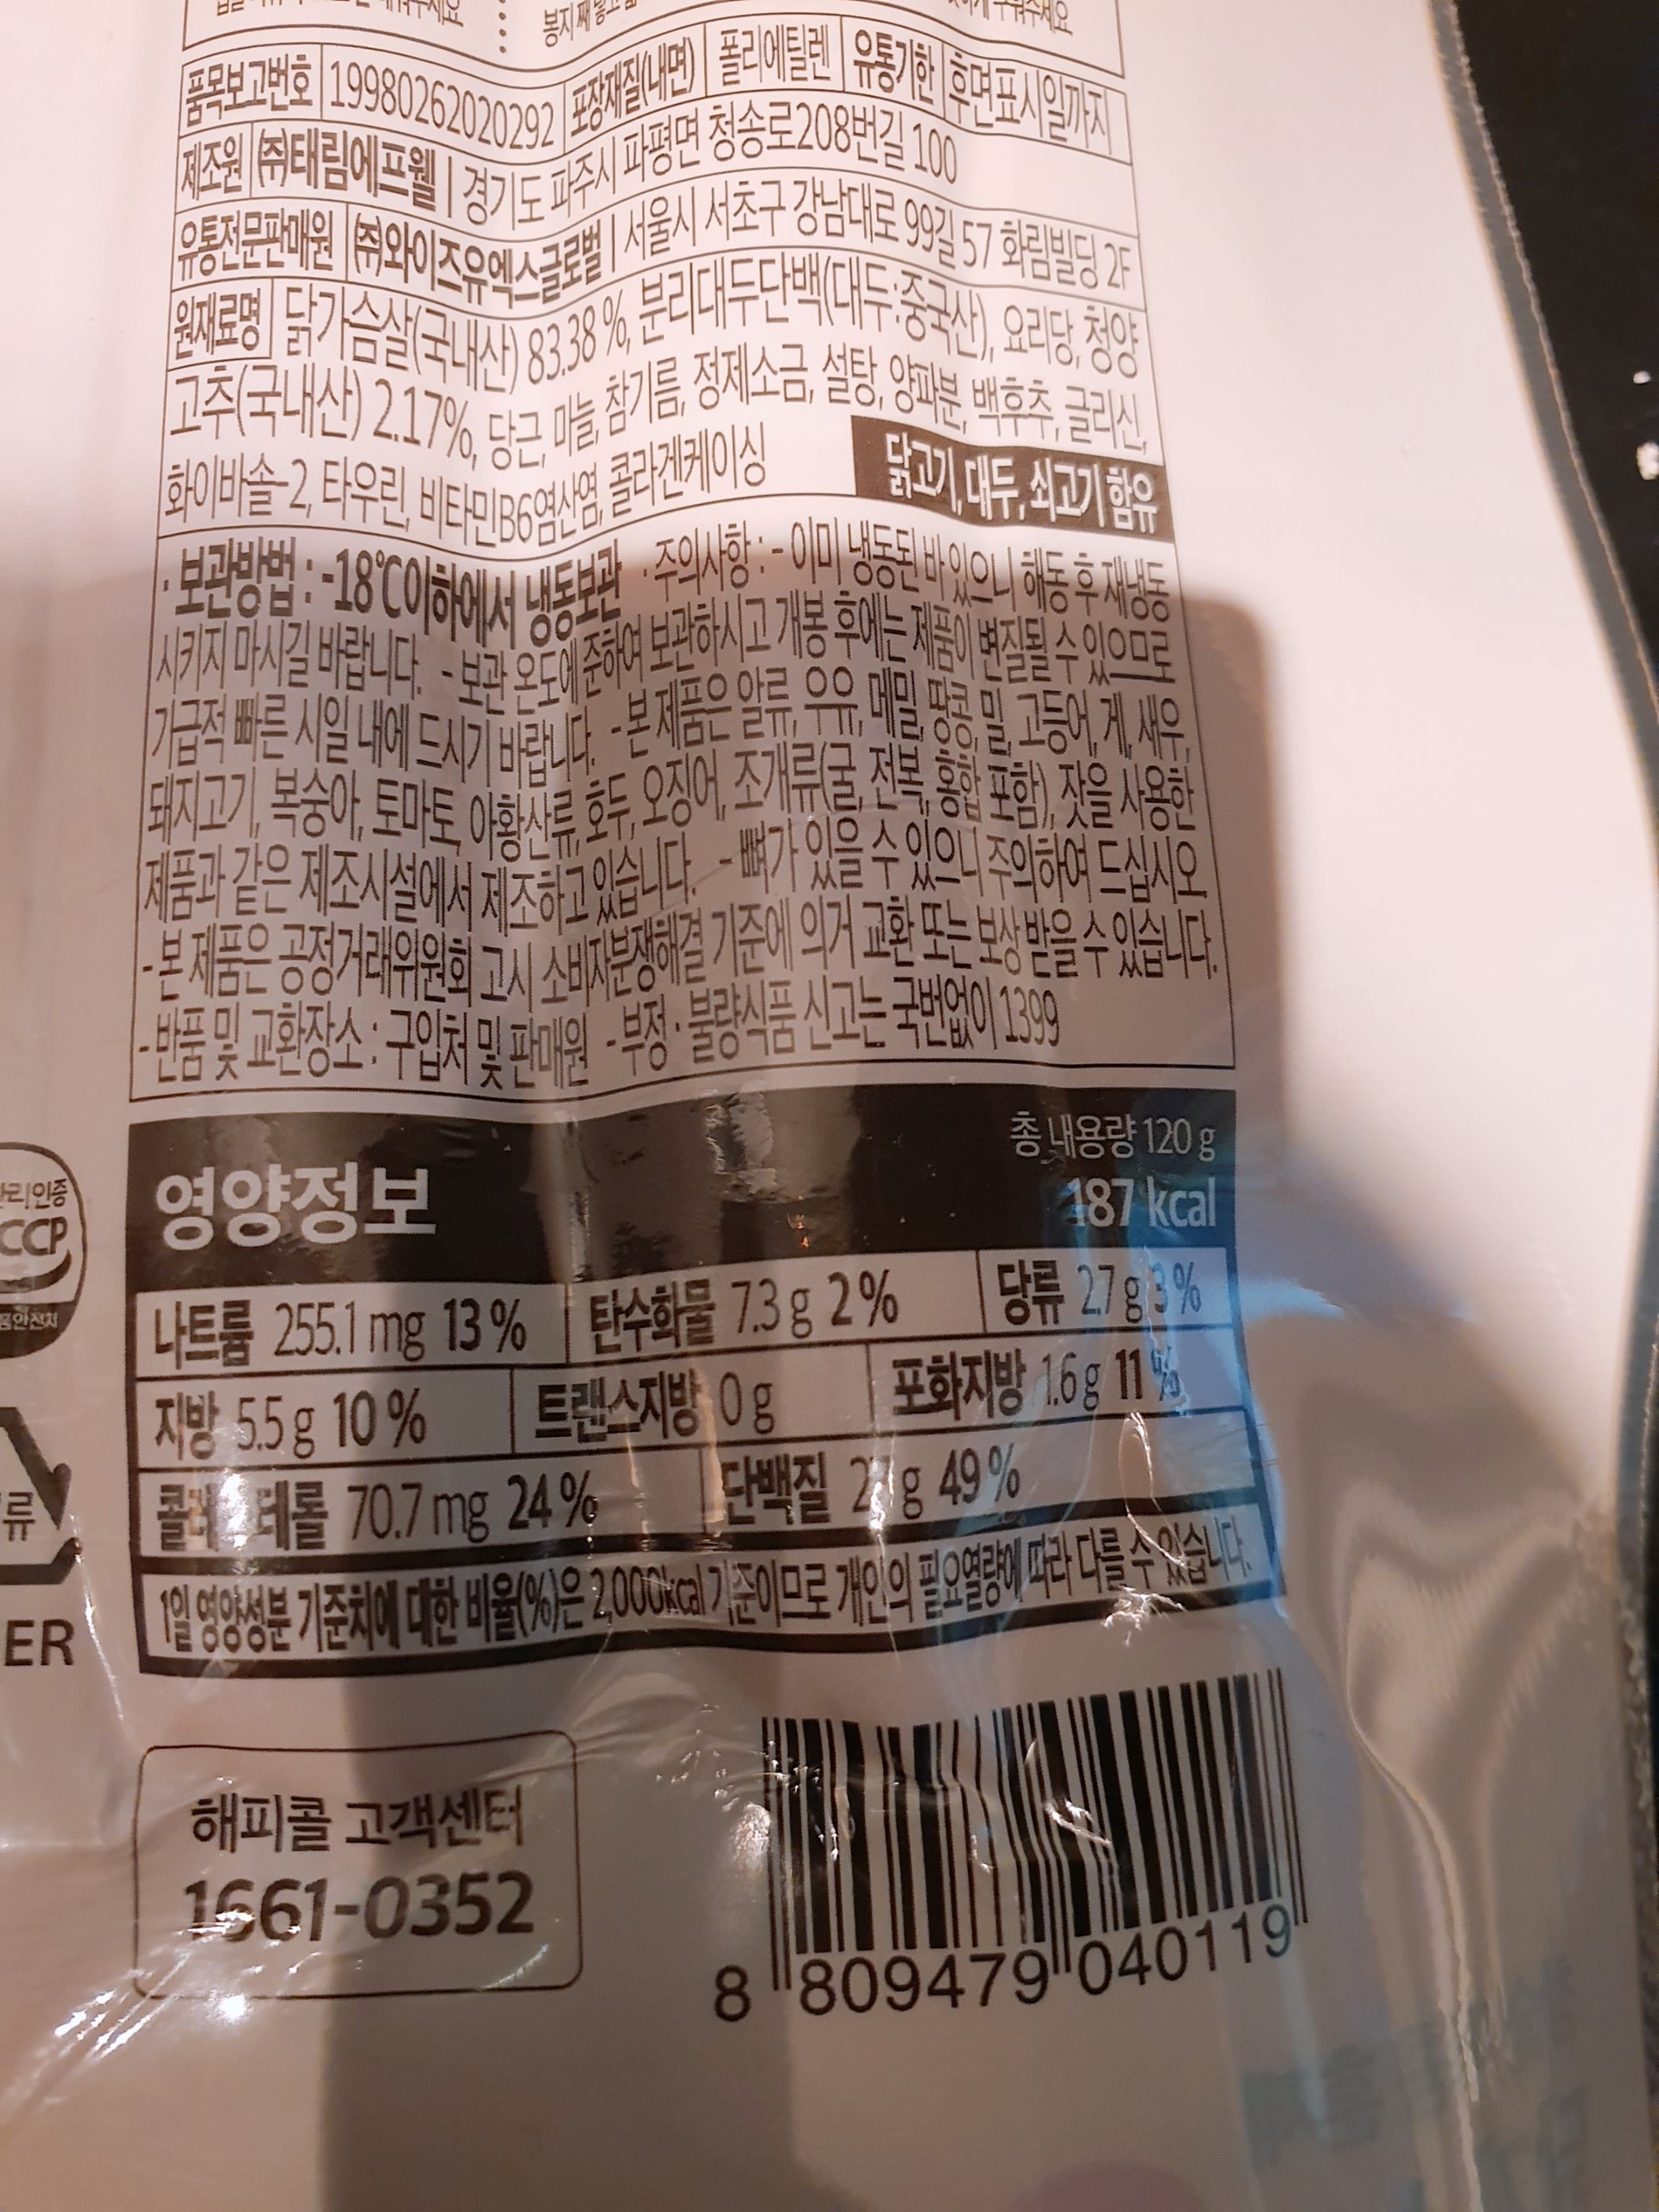 품목보고번호 19980262020292 포장재질(내면) 폴리에틸렌 유통기한 후면표시일까지
제조원 ㈜태림에프웰 | 경기도 파주시 파평면 청송로208번길 100
유통전문판매원 ㈜와이즈유엑스글로벌 | 서울시 서초구 강남대로 99길 57 화림빌딩 2F
원재료명 닭가슴살(국내산) 83.38 %, 분리대두단백(대두:중국산), 요리당, 청양
고추(국내산) 2.17%, 당근, 마늘, 참기름, 정제소금, 설탕, 양파분, 백후추, 글리신,
화이바솔-2, 타우린, 비타민B6염산염, 콜라겐케이싱
닭고기, 대두, 쇠고기 함유
· 보관방법 : -18℃이하에서 냉동보관 · 주의사항 : - 이미 냉동된 바 있으니 해동 후 재냉동
시키지 마시길 바랍니다. - 보관 온도에 준하여 보관하시고 개봉 후에는 제품이 변질될 수 있으므로
가급적 빠른 시일 내에 드시기 바랍니다. - 본 제품은 알류, 우유, 메밀, 땅콩, 밀, 고등어, 게, 새우,
돼지고기, 복숭아, 토마토, 아황산류, 호두, 오징어, 조개류(굴, 전복, 홍합 포함), 잣을 사용한
제품과 같은 제조시설에서 제조하고 있습니다. - 뼈가 있을 수 있으니 주의하여 드십시오.
- 본 제품은 공정거래위원회 고시 소비자분쟁해결 기준에 의거 교환 또는 보상 받을 수 있습니다.
- 반품 및 교환장소 : 구입처 및 판매원 - 부정 · 불량식품 신고는 국번없이 1399
영양정보
총 내용량 120 g
187 kcal
나트륨 255.1 mg 13 % 탄수화물 7.3 g 2 % 당류 2.7 g 3 %
지방 5.5 g 10 % 트랜스지방 0 g 포화지방 1.6 g 11 %
70.7 mg 24 % 단백질 49 %
1일 영양성분 기준치에 대한 비율(%)은 2,000kcal 기준이므로 개인의 필요열량에 따라 다를 수 있습니다.
CCP
류
ER
해피콜 고객센터
1661-0352
8 809479 040119